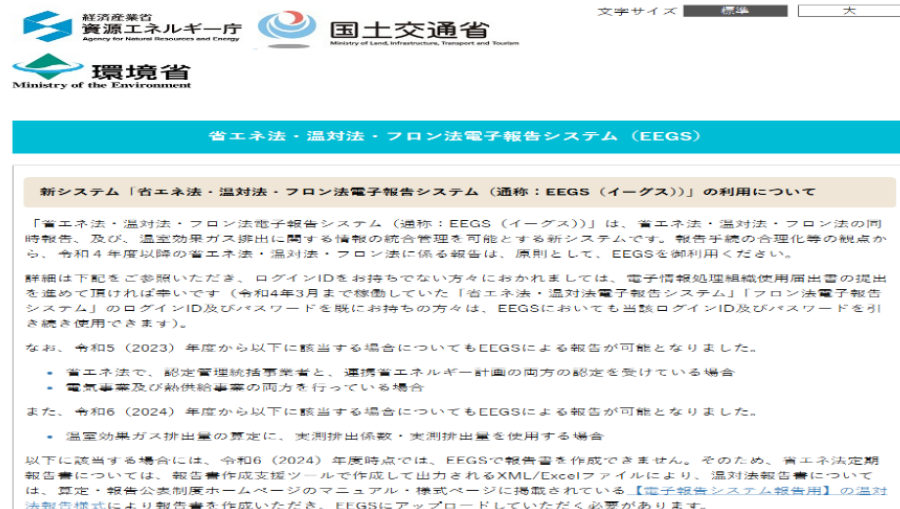 経済産業省
資源エネルギー庁
Agency for Natural Resources and Energy
国土交通省
Ministry of Land, Infrastructure, Transport and Tourism
文字サイズ 標準 大
環境省
Ministry of the Environment
省エネ法・温対法・フロン法電子報告システム（EEGS）
新システム「省エネ法・温対法・フロン法電子報告システム（通称：EEGS（イーグス））」の利用について
「省エネ法・温対法・フロン法電子報告システム（通称：EEGS（イーグス））」は、省エネ法・温対法・フロン法の同
時報告、及び、温室効果ガス排出に関する情報の統合管理を可能とする新システムです。報告手続の合理化等の観点か
ら、令和４年度以降の省エネ法・温対法・フロン法に係る報告は、原則として、EEGSを御利用ください。
詳細は下記をご参照いただき、ログインIDをお持ちでない方々におかれましては、電子情報処理組織使用届出書の提出
を進めて頂ければ幸いです（令和4年3月まで稼働していた「省エネ法・温対法電子報告システム」「フロン法電子報告
システム」のログインID及びパスワードを既にお持ちの方々は、EEGSにおいても当該ログインID及びパスワードを引
き続き使用できます）。
なお、令和5（2023）年度から以下に該当する場合についてもEEGSによる報告が可能となりました。
• 省エネ法で、認定管理統括事業者と、連携省エネルギー計画の両方の認定を受けている場合
• 電気事業及び熱供給事業の両方を行っている場合
また、令和6（2024）年度から以下に該当する場合についてもEEGSによる報告が可能となりました。
• 温室効果ガス排出量の算定に、実測排出係数・実測排出量を使用する場合
以下に該当する場合には、令和6（2024）年度時点では、EEGSで報告書を作成できません。そのため、省エネ法定期
報告書については、報告書作成支援ツールで作成して出力されるXML/Excelファイルにより、温対法報告書について
は、算定・報告公表制度ホームページのマニュアル・様式ページに掲載されている【電子報告システム報告用】の温対
法報告様式により報告書を作成いただき、EEGSにアップロードしていただく必要があります。